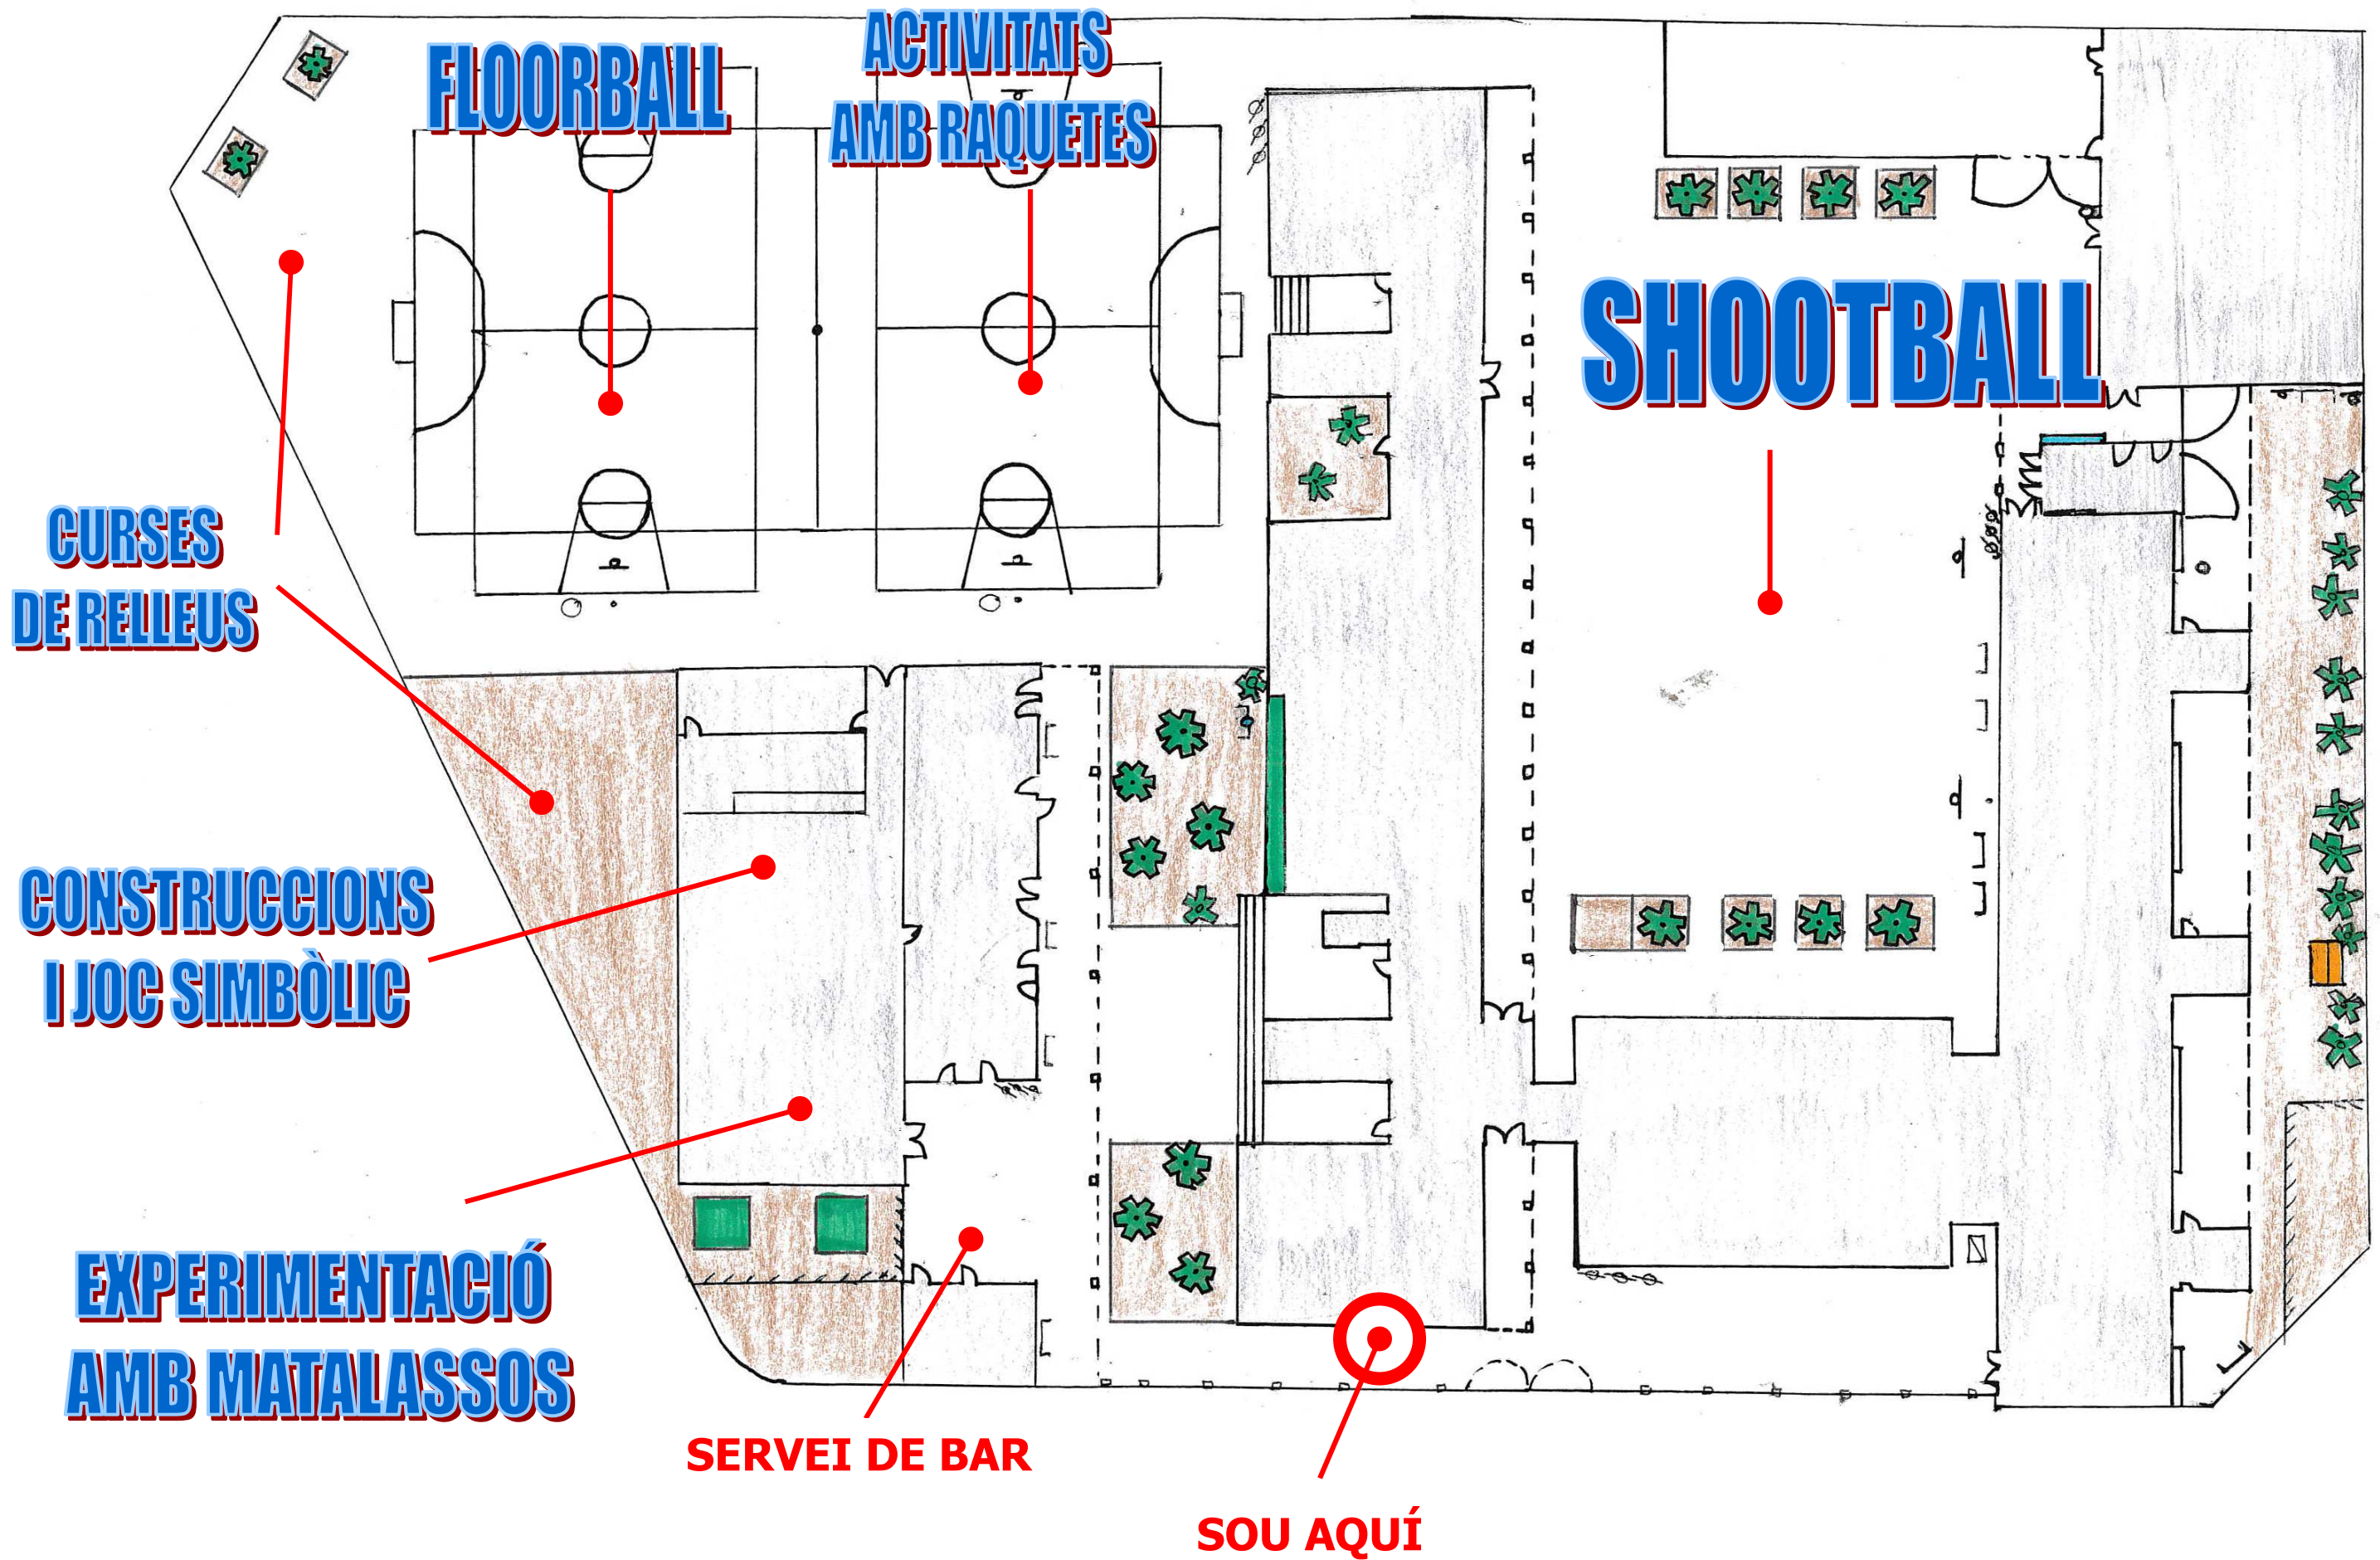 FLOORBALL
ACTIVITATS
AMB RAQUETES
SHOOTBALL
CURSES
DE RELLEUS
CONSTRUCCIONS
I JOC SIMBÒLIC
EXPERIMENTACIÓ
AMB MATALASSOS
SERVEI DE BAR
SOU AQUÍ